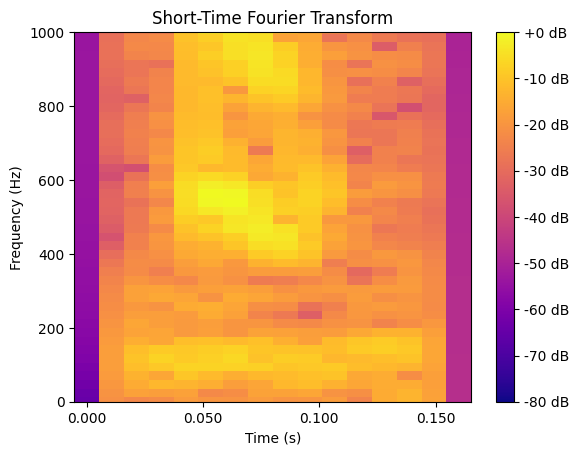 Short-Time Fourier Transform
1000
800
600
400
200
0
Frequency (Hz)
0.000
0.050
0.100
0.150
Time (s)
+0 dB
-10 dB
-20 dB
-30 dB
-40 dB
-50 dB
-60 dB
-70 dB
-80 dB